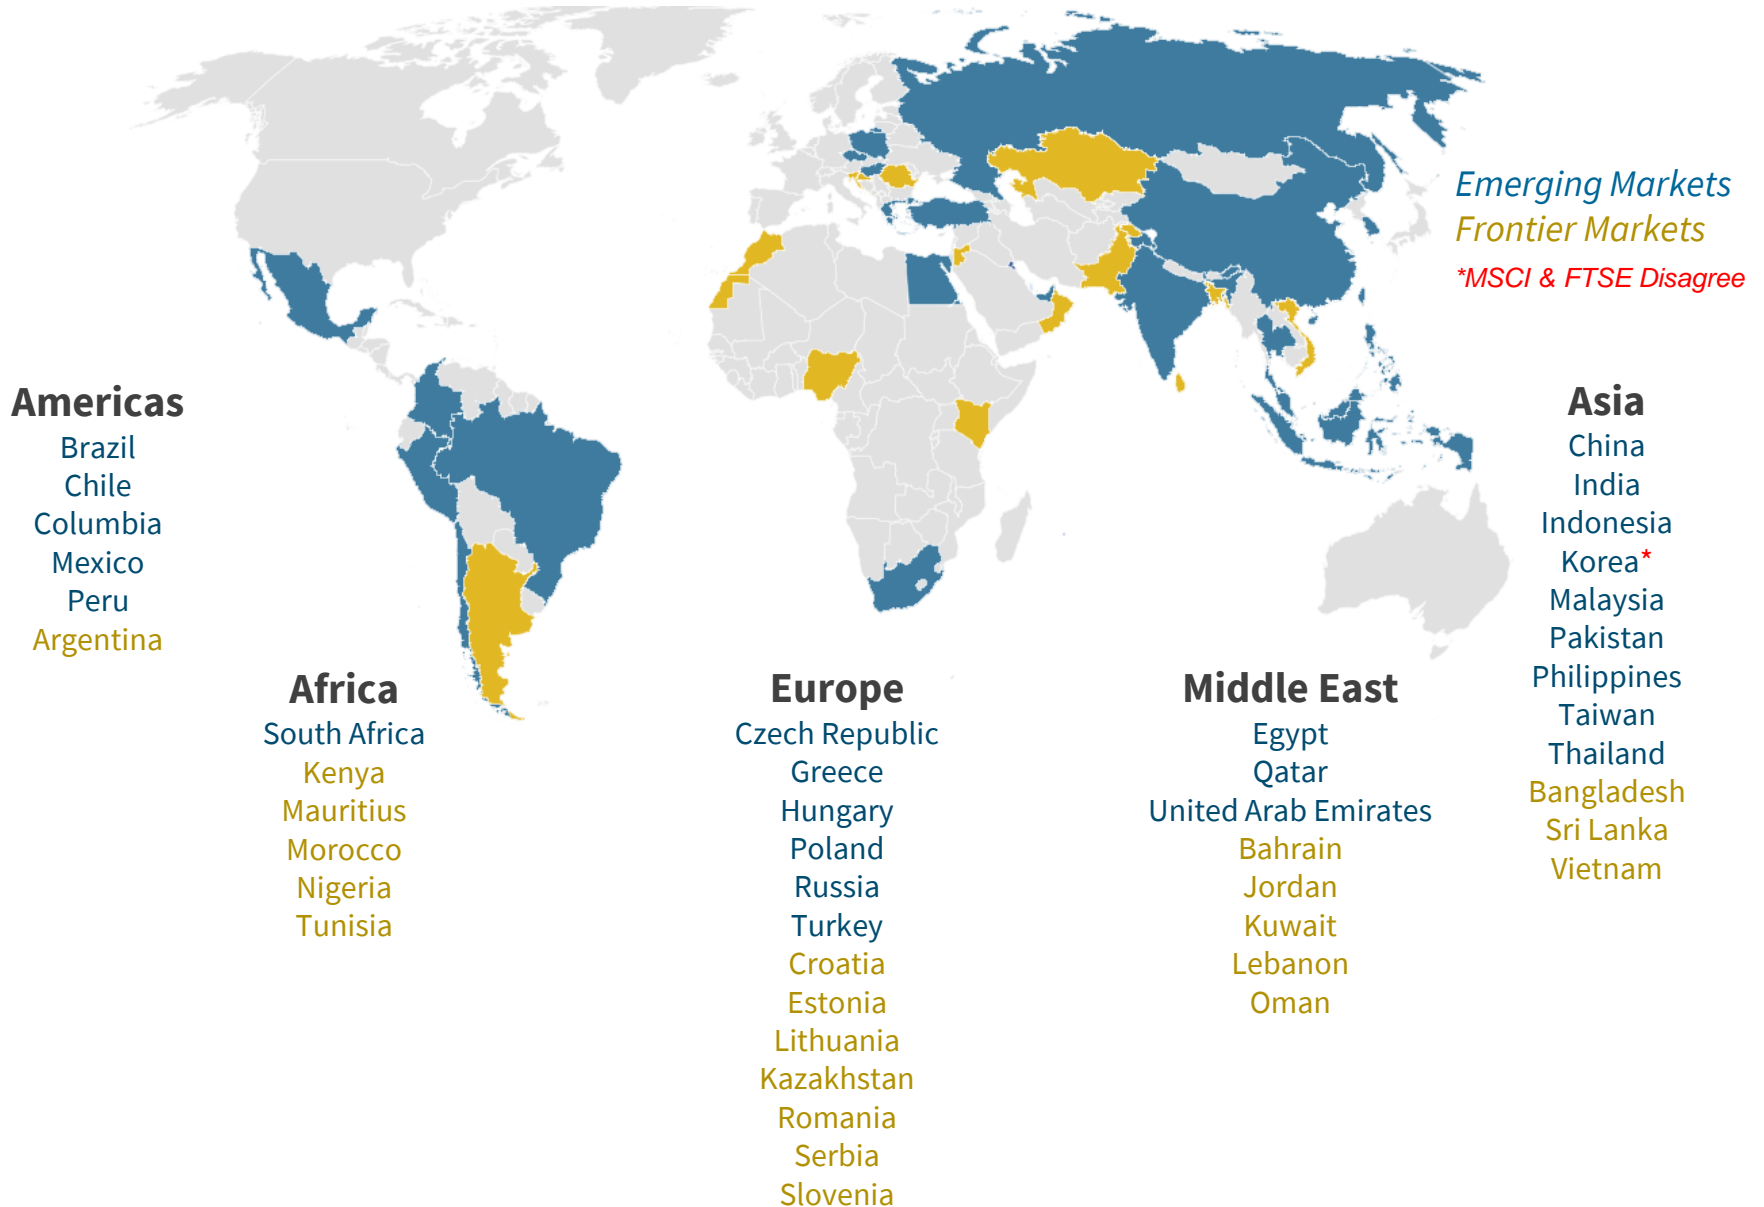 Emerging Markets
Frontier Markets
*MSCI & FTSE Disagree
Americas
Brazil
Chile
Columbia
Mexico
Peru
Argentina
Africa
South Africa
Kenya
Mauritius
Morocco
Nigeria
Tunisia
Europe
Czech Republic
Greece
Hungary
Poland
Russia
Turkey
Croatia
Estonia
Lithuania
Kazakhstan
Romania
Serbia
Slovenia
Middle East
Egypt
Qatar
United Arab Emirates
Bahrain
Jordan
Kuwait
Lebanon
Oman
Asia
China
India
Indonesia
Korea*
Malaysia
Pakistan
Philippines
Taiwan
Thailand
Bangladesh
Sri Lanka
Vietnam